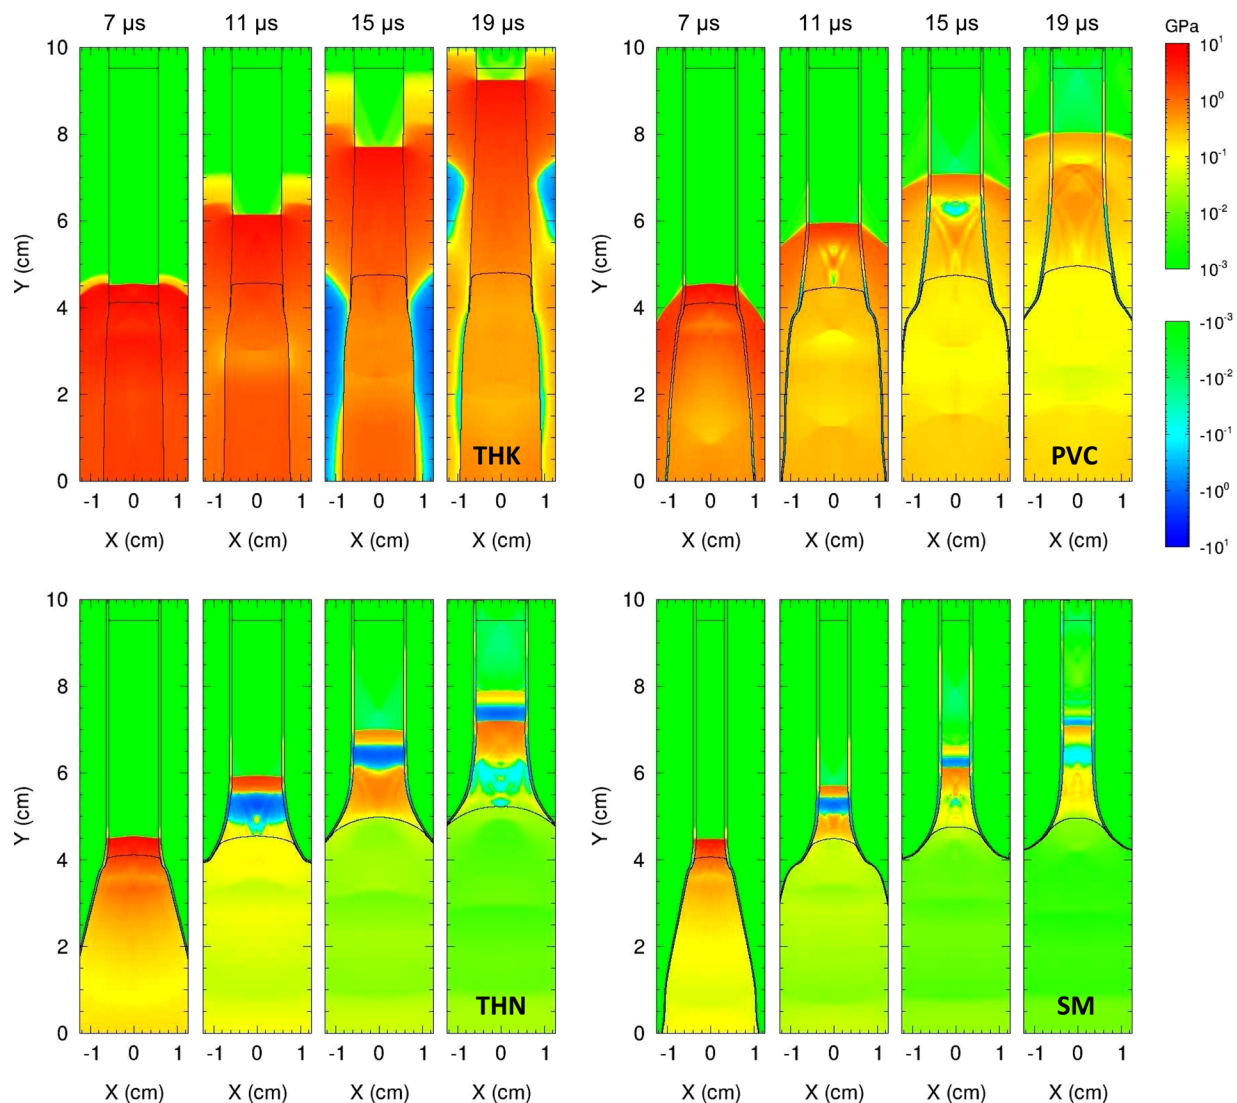 7 µs 11 µs 15 µs 19 µs 7 µs 11 µs 15 µs 19 µs
GPa
10 10
10¹
10⁰
10⁻¹
10⁻²
10⁻³
-10⁻³
-10⁻²
-10⁻¹
-10⁰
-10¹
8 8
6 6
Y (cm) Y (cm)
4 4
2 2
THK PVC
0 0
-1 0 1 -1 0 1 -1 0 1 -1 0 1 -1 0 1 -1 0 1 -1 0 1 -1 0 1
X (cm) X (cm) X (cm) X (cm) X (cm) X (cm) X (cm) X (cm)
10 10
8 8
6 6
Y (cm) Y (cm)
4 4
2 2
THN SM
0 0
-1 0 1 -1 0 1 -1 0 1 -1 0 1 -1 0 1 -1 0 1 -1 0 1 -1 0 1
X (cm) X (cm) X (cm) X (cm) X (cm) X (cm) X (cm) X (cm)